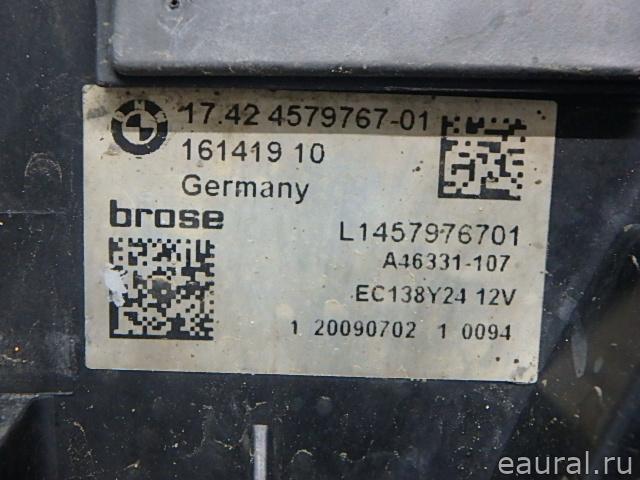 BMW
17.42 4579767-01
161419 10
Germany
brose
L1457976701
A46331-107
EC138Y24 12V
1 20090702 1 0094
eaural.ru